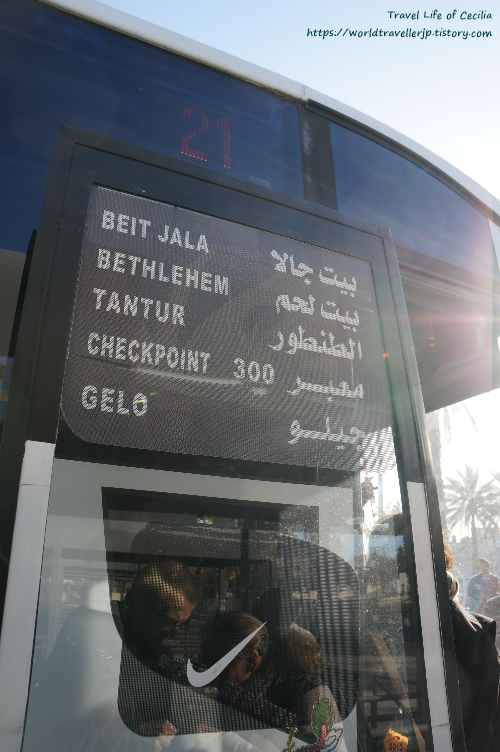 Travel Life of Cecilia
https://worldtravellerjp.tistory.com
21
BEIT JALA بيت جالا
BETHLEHEM بيت لحم
TANTUR الطنطور
CHECKPOINT 300 معبر
GELO جيلو